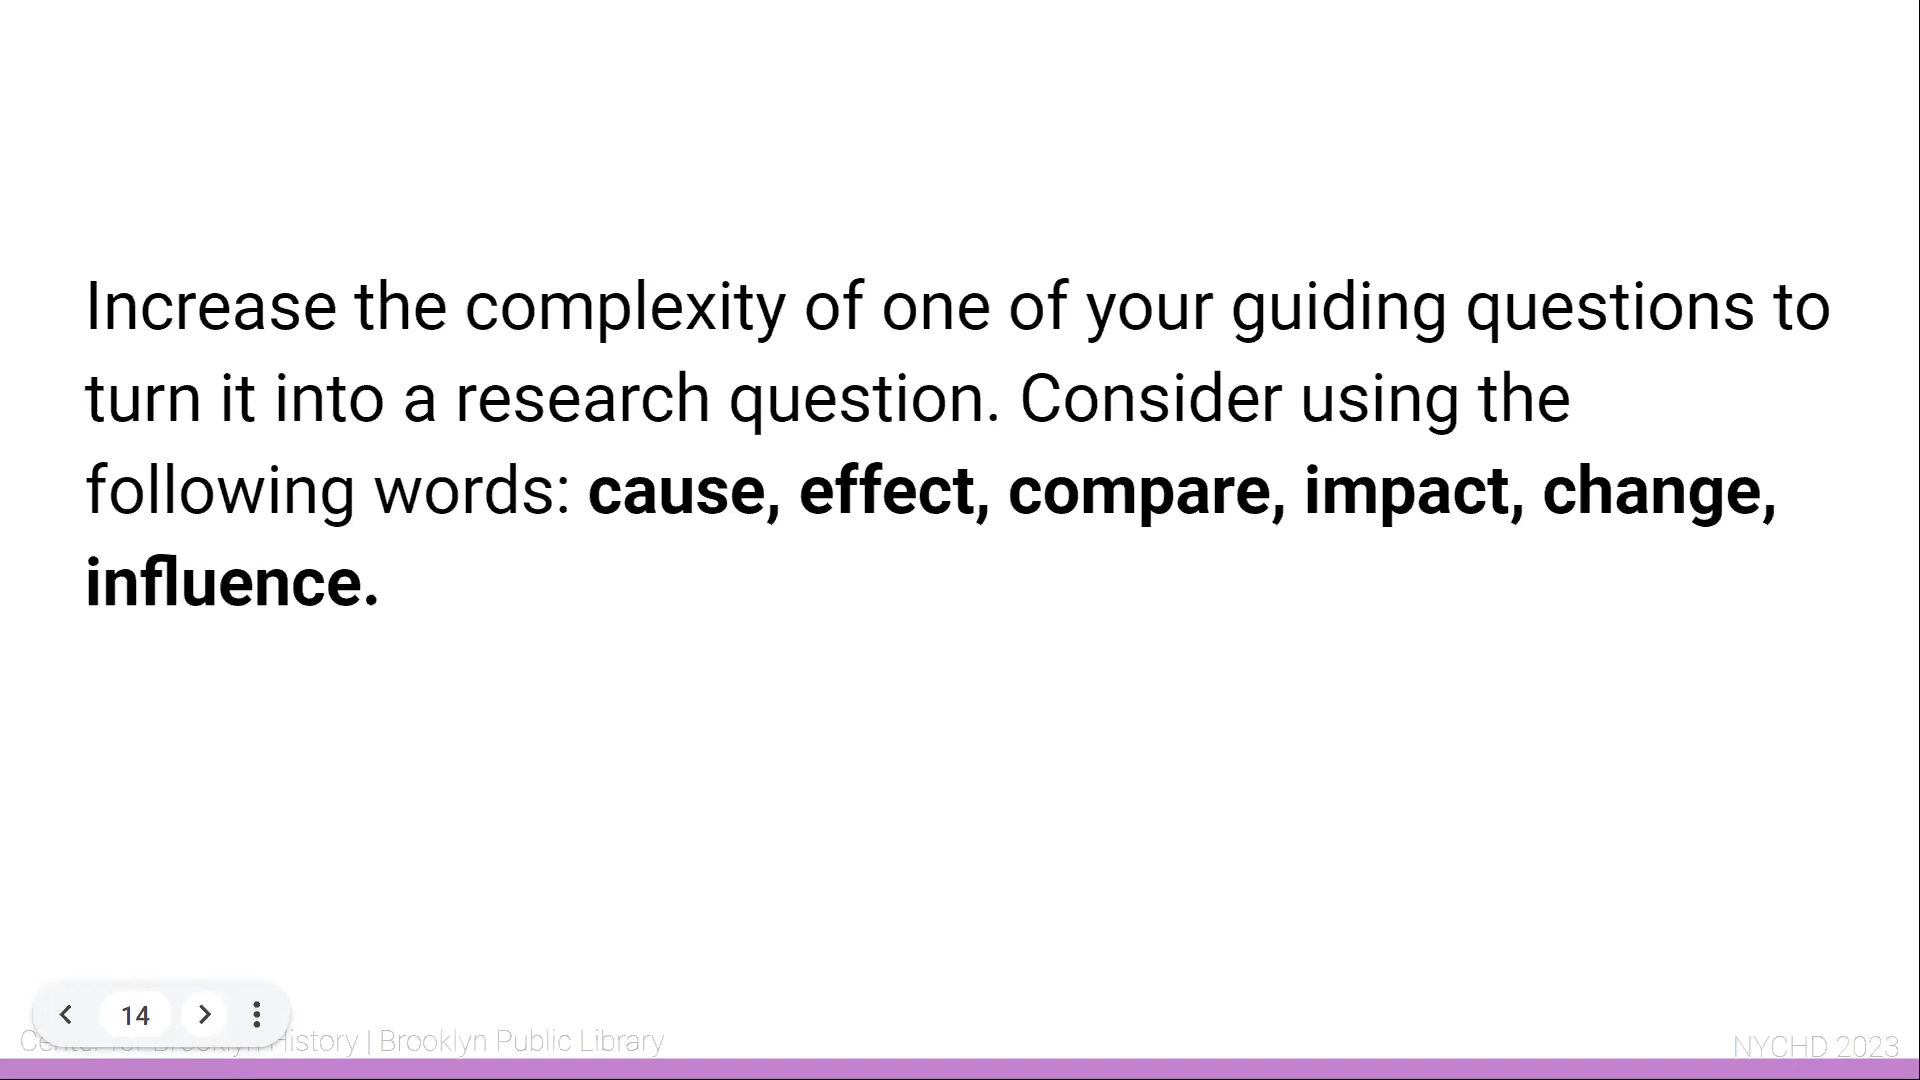 Increase the complexity of one of your guiding questions to
turn it into a research question. Consider using the
following words: cause, effect, compare, impact, change,
influence.
14
History | Brooklyn Public Library
NYCHD 2023